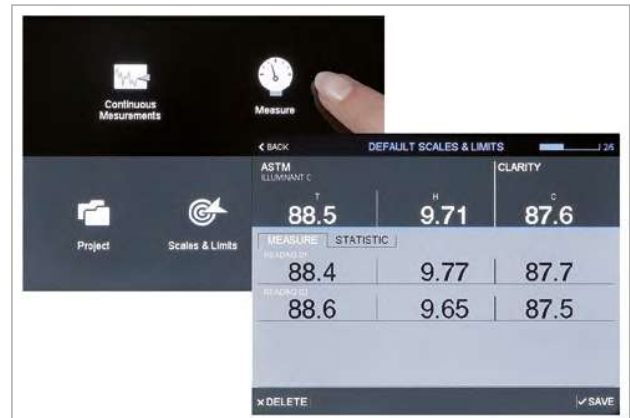 Continuous
Mesurements
Measure
Project
Scales & Limits
< BACK
DEFAULT SCALES & LIMITS
2/6
ASTM
ILLUMINANT C
CLARITY
T
H
C
88.5
9.71
87.6
MEASURE
STATISTIC
READING 01
88.4
9.77
87.7
READING 02
88.6
9.65
87.5
× DELETE
✓ SAVE